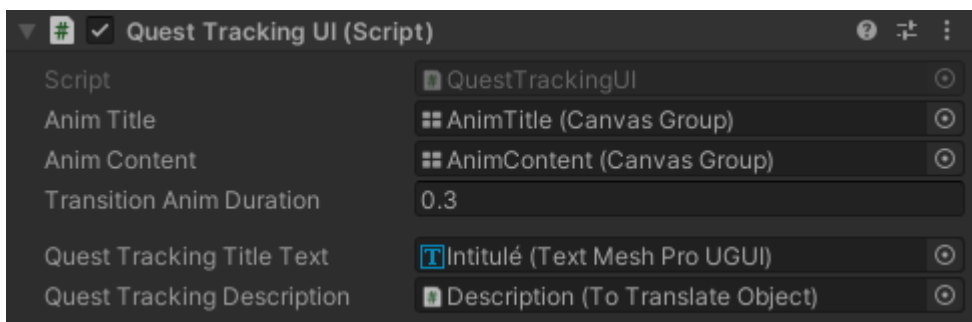 Quest Tracking UI (Script)
Script QuestTrackingUI
Anim Title AnimTitle (Canvas Group)
Anim Content AnimContent (Canvas Group)
Transition Anim Duration 0.3
Quest Tracking Title Text Intitulé (Text Mesh Pro UGUI)
Quest Tracking Description Description (To Translate Object)